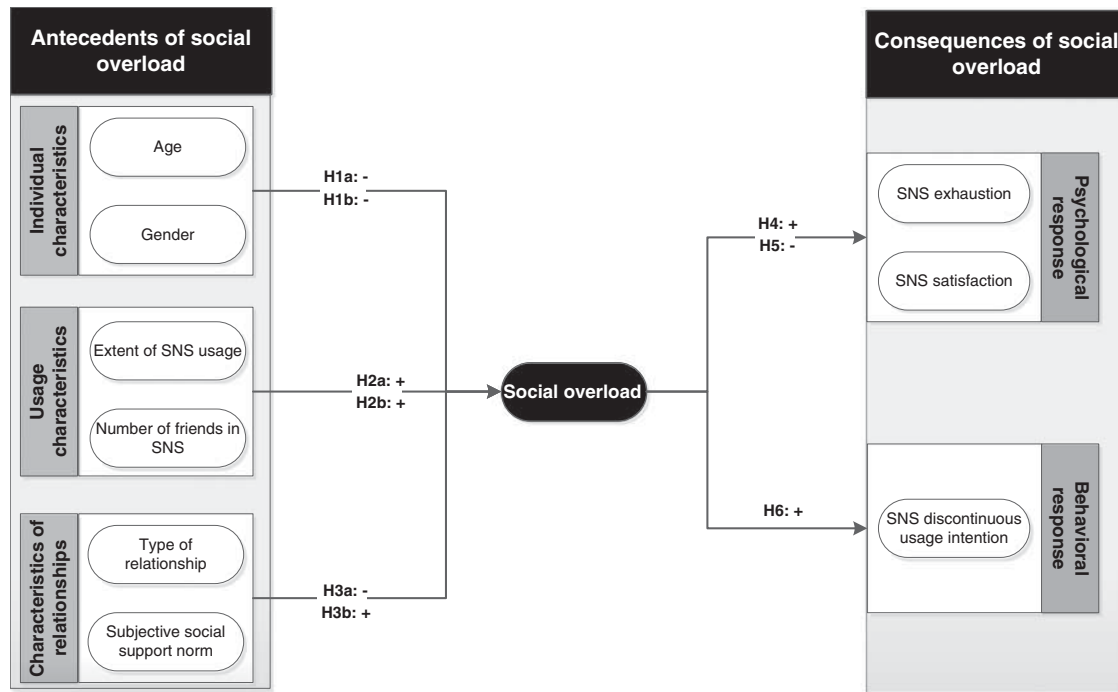 Antecedents of social
overload
Individual
characteristics
Age
Gender
H1a: -
H1b: -
Usage
characteristics
Extent of SNS usage
Number of friends in
SNS
H2a: +
H2b: +
Characteristics of
relationships
Type of
relationship
Subjective social
support norm
H3a: -
H3b: +
Social overload
Consequences of social
overload
H4: +
H5: -
SNS exhaustion
SNS satisfaction
Psychological
response
H6: +
SNS discontinuous
usage intention
Behavioral
response